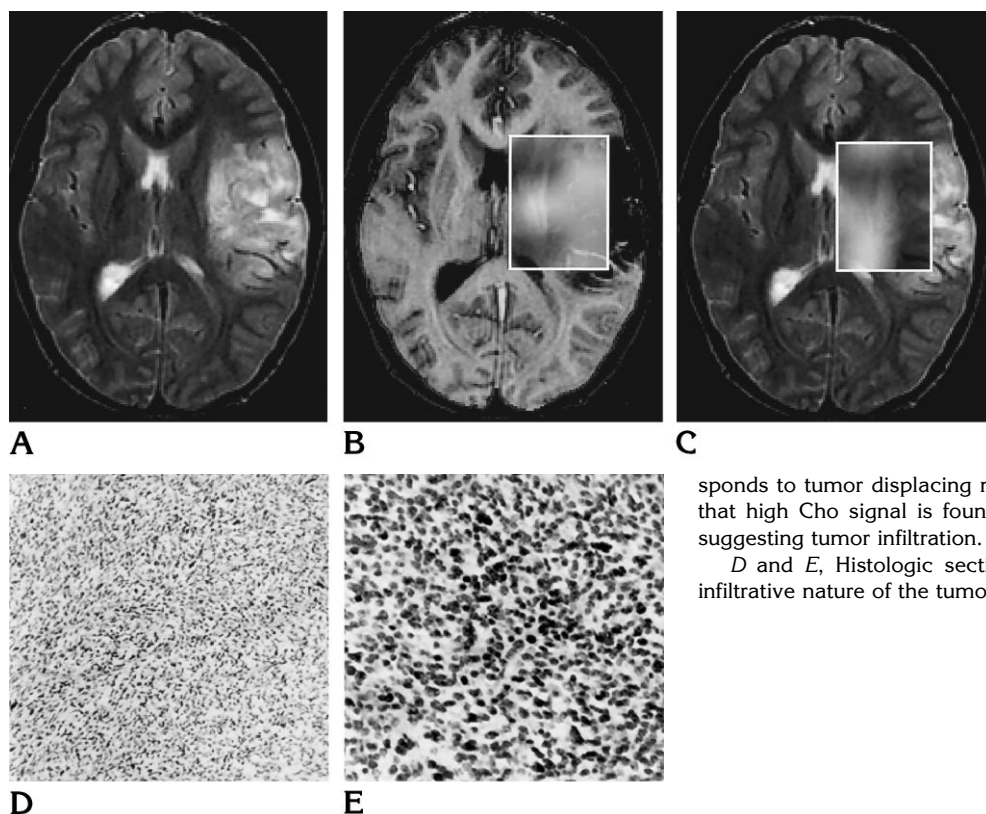 A
B
C
sponds to tumor displacing
that high Cho signal is foun
suggesting tumor infiltration.
D and E, Histologic secti
infiltrative nature of the tumo
D
E